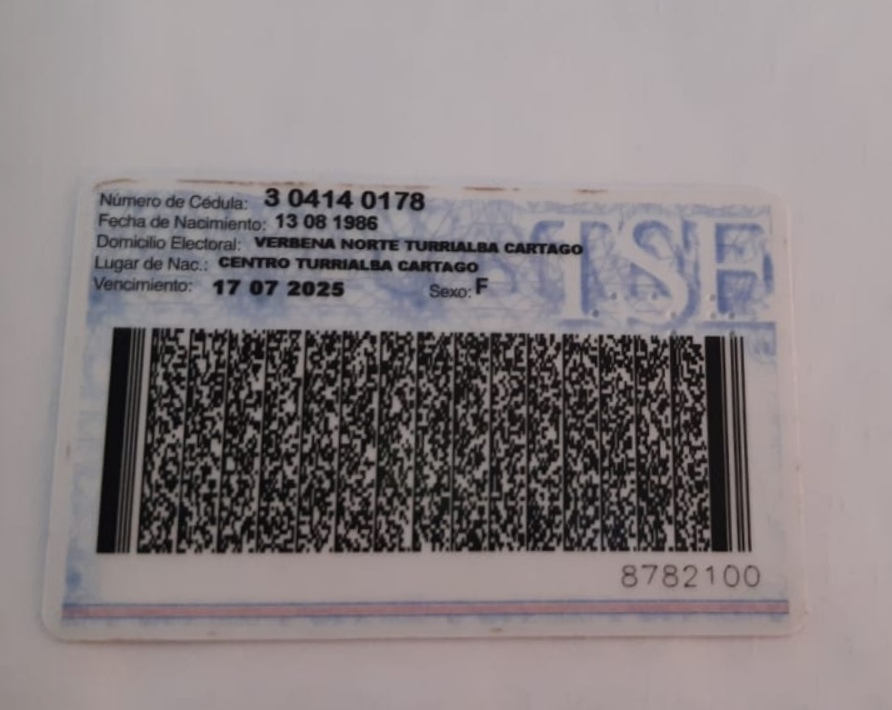 Número de Cédula: 3 0414 0178
Fecha de Nacimiento: 13 08 1986
Domicilio Electoral: VERBENA NORTE TURRIALBA CARTAGO
Lugar de Nac.: CENTRO TURRIALBA CARTAGO
Vencimiento: 17 07 2025 Sexo: F
TSE
8782100